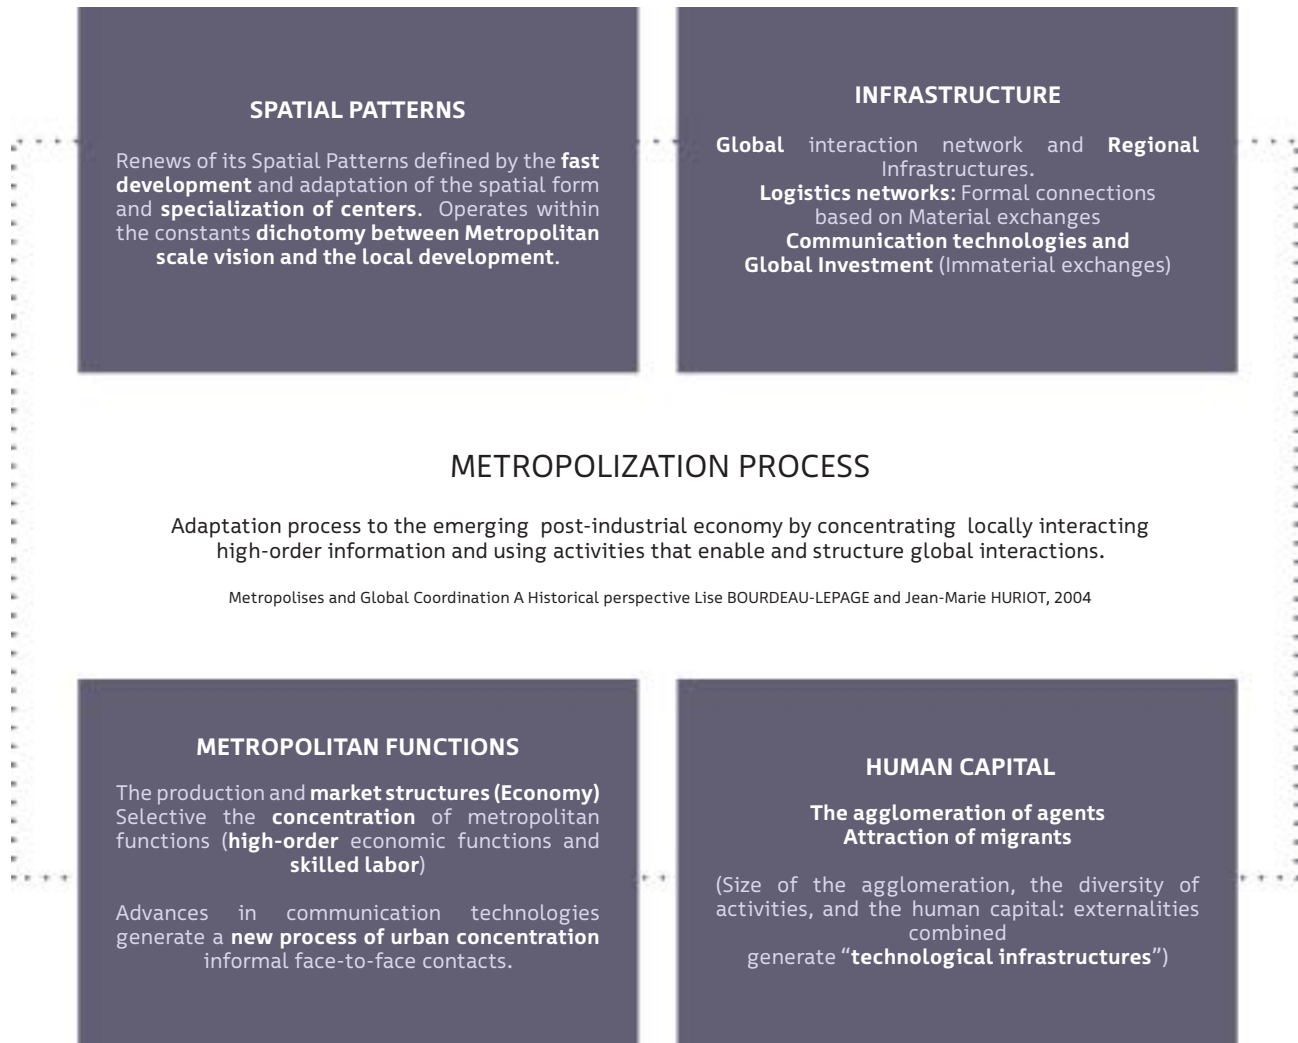 SPATIAL PATTERNS
Renews of its Spatial Patterns defined by the fast
development and adaptation of the spatial form
and specialization of centers. Operates within
the constants dichotomy between Metropolitan
scale vision and the local development.
INFRASTRUCTURE
Global interaction network and Regional
Infrastructures.
Logistics networks: Formal connections
based on Material exchanges
Communication technologies and
Global Investment (Immaterial exchanges)
METROPOLIZATION PROCESS
Adaptation process to the emerging post-industrial economy by concentrating locally interacting
high-order information and using activities that enable and structure global interactions.
Metropolises and Global Coordination A Historical perspective Lise BOURDEAU-LEPAGE and Jean-Marie HURIOT, 2004
METROPOLITAN FUNCTIONS
The production and market structures (Economy)
Selective the concentration of metropolitan
functions (high-order economic functions and
skilled labor)
Advances in communication technologies
generate a new process of urban concentration
informal face-to-face contacts.
HUMAN CAPITAL
The agglomeration of agents
Attraction of migrants
(Size of the agglomeration, the diversity of
activities, and the human capital: externalities
combined
generate “technological infrastructures”)